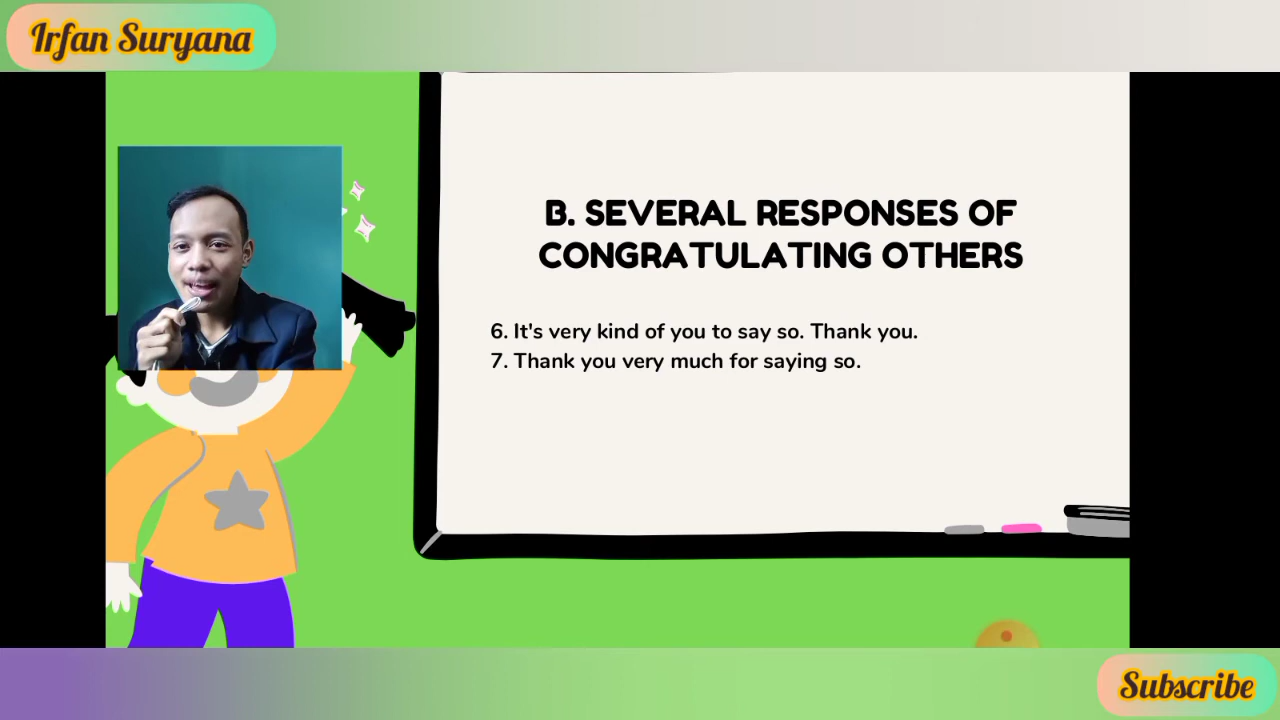 Irfan Suryana
B. SEVERAL RESPONSES OF
CONGRATULATING OTHERS
6. It's very kind of you to say so. Thank you.
7. Thank you very much for saying so.
Subscribe